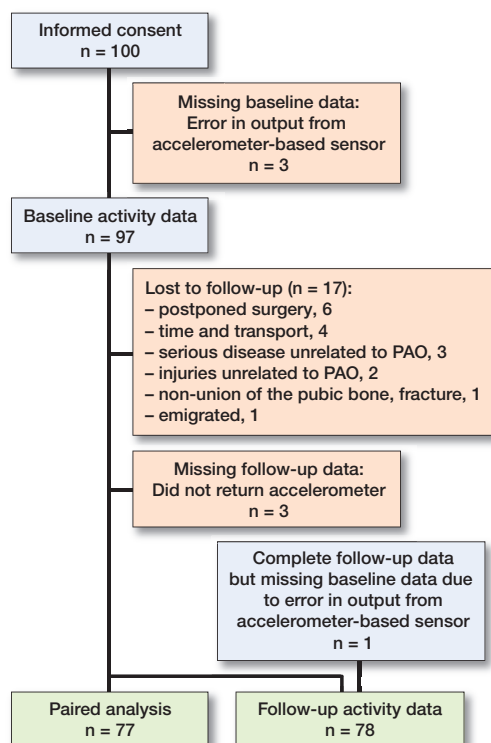 Informed consent
n = 100
Missing baseline data:
Error in output from
accelerometer-based sensor
n = 3
Baseline activity data
n = 97
Lost to follow-up (n = 17):
– postponed surgery, 6
– time and transport, 4
– serious disease unrelated to PAO, 3
– injuries unrelated to PAO, 2
– non-union of the pubic bone, fracture, 1
– emigrated, 1
Missing follow-up data:
Did not return accelerometer
n = 3
Complete follow-up data
but missing baseline data due
to error in output from
accelerometer-based sensor
n = 1
Paired analysis
n = 77
Follow-up activity data
n = 78